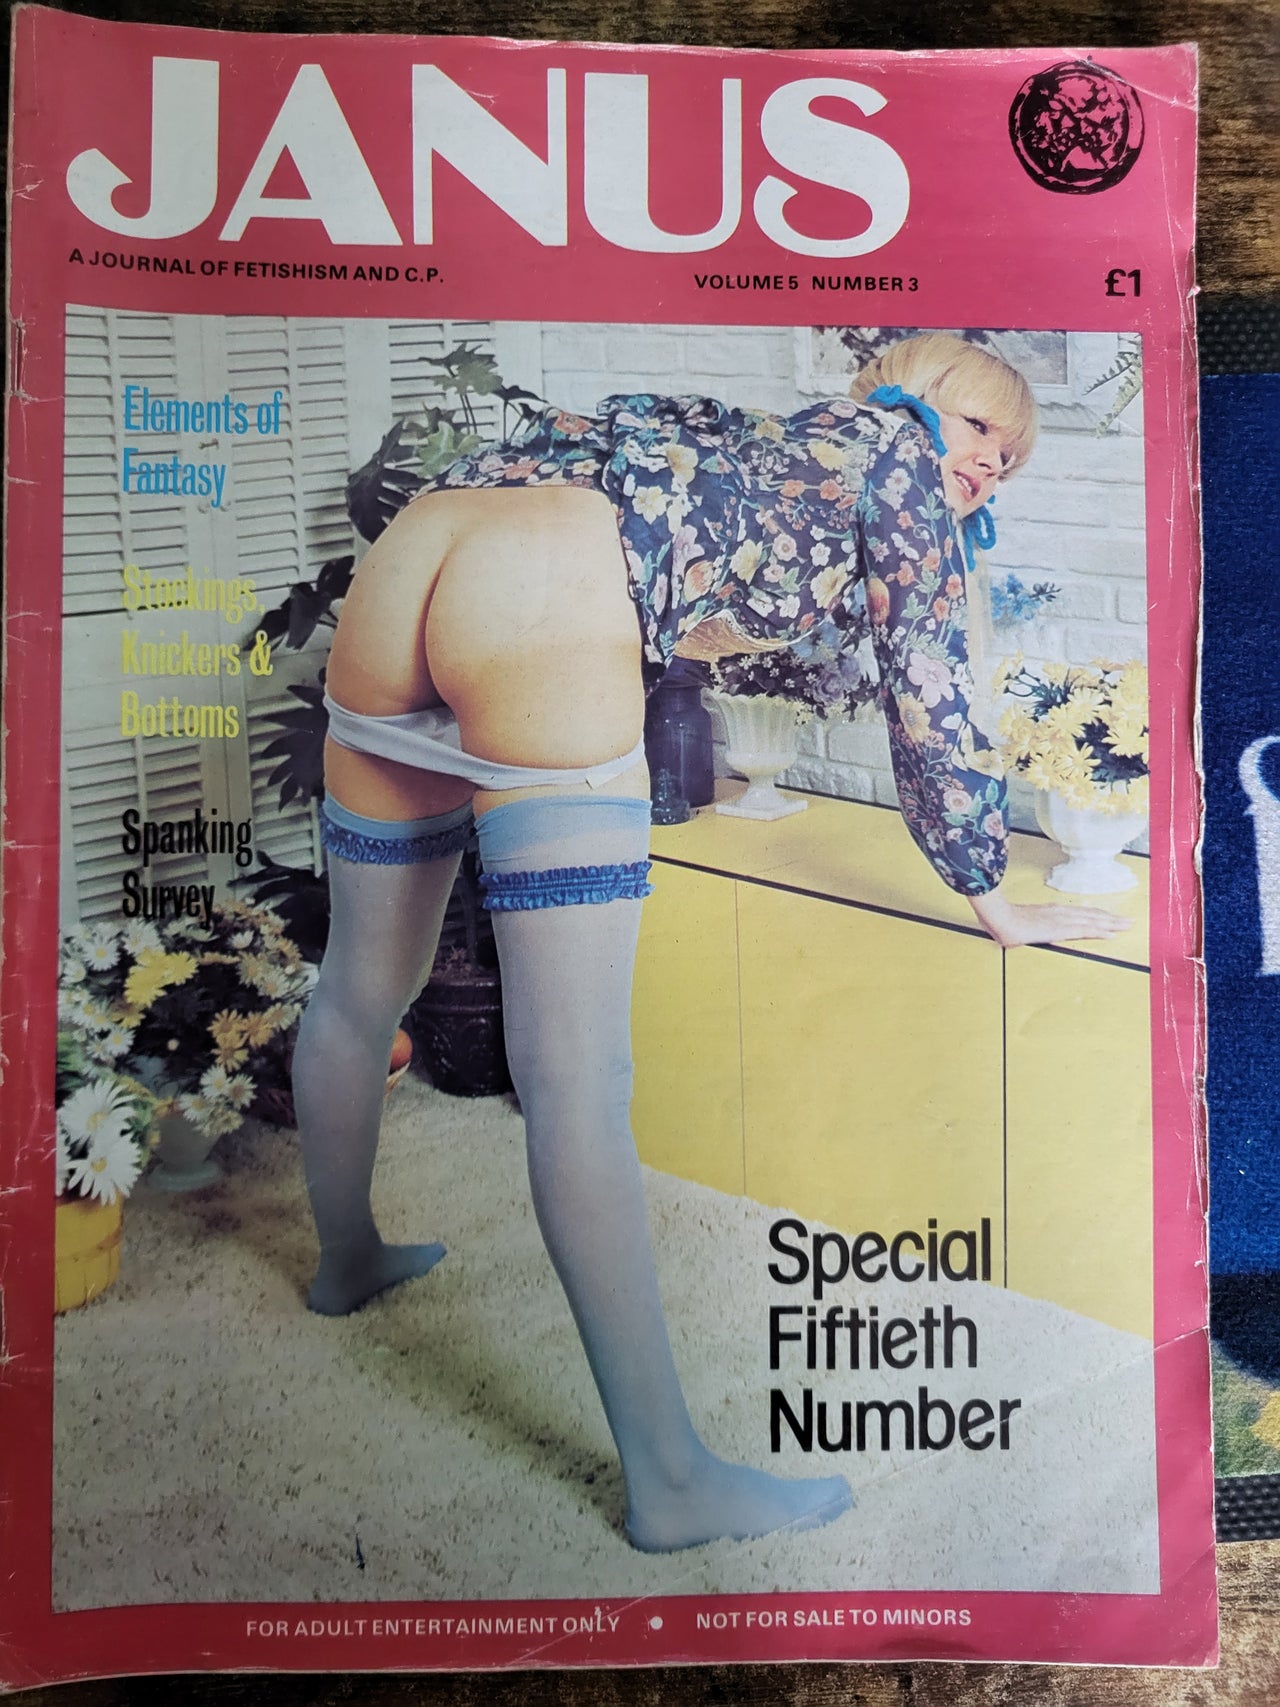 JANUS
A JOURNAL OF FETISHISM AND C.P.
VOLUME 5 NUMBER 3
£1
Elements of
Fantasy
Stockings,
Knickers &
Bottoms
Spanking
Survey
Special
Fiftieth
Number
FOR ADULT ENTERTAINMENT ONLY ● NOT FOR SALE TO MINORS